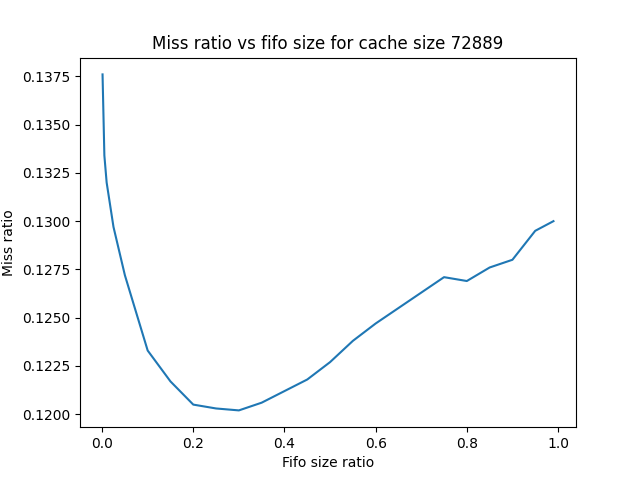 Miss ratio vs fifo size for cache size 72889
Miss ratio
0.1375
0.1350
0.1325
0.1300
0.1275
0.1250
0.1225
0.1200
0.0 0.2 0.4 0.6 0.8 1.0
Fifo size ratio